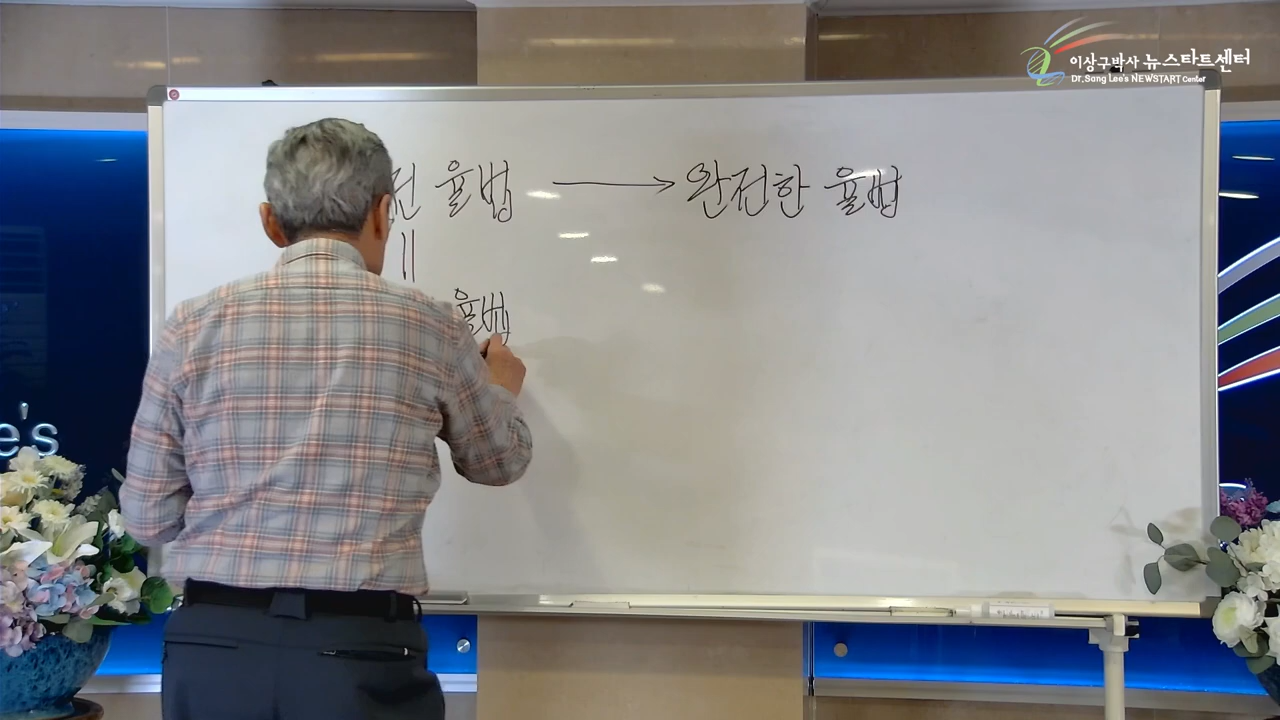 이상구박사 뉴스타트센터
Dr. Sang Lee's NEWSTART Center
전 율법 → 완전한 율법
||
율법
e's